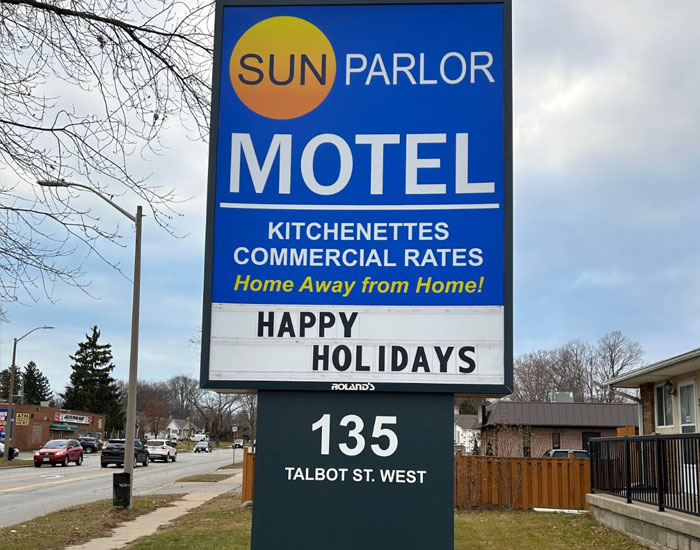 SUN PARLOR
MOTEL
KITCHENETTES
COMMERCIAL RATES
Home Away from Home!
HAPPY
HOLIDAYS
ROLAND'S
135
TALBOT ST. WEST